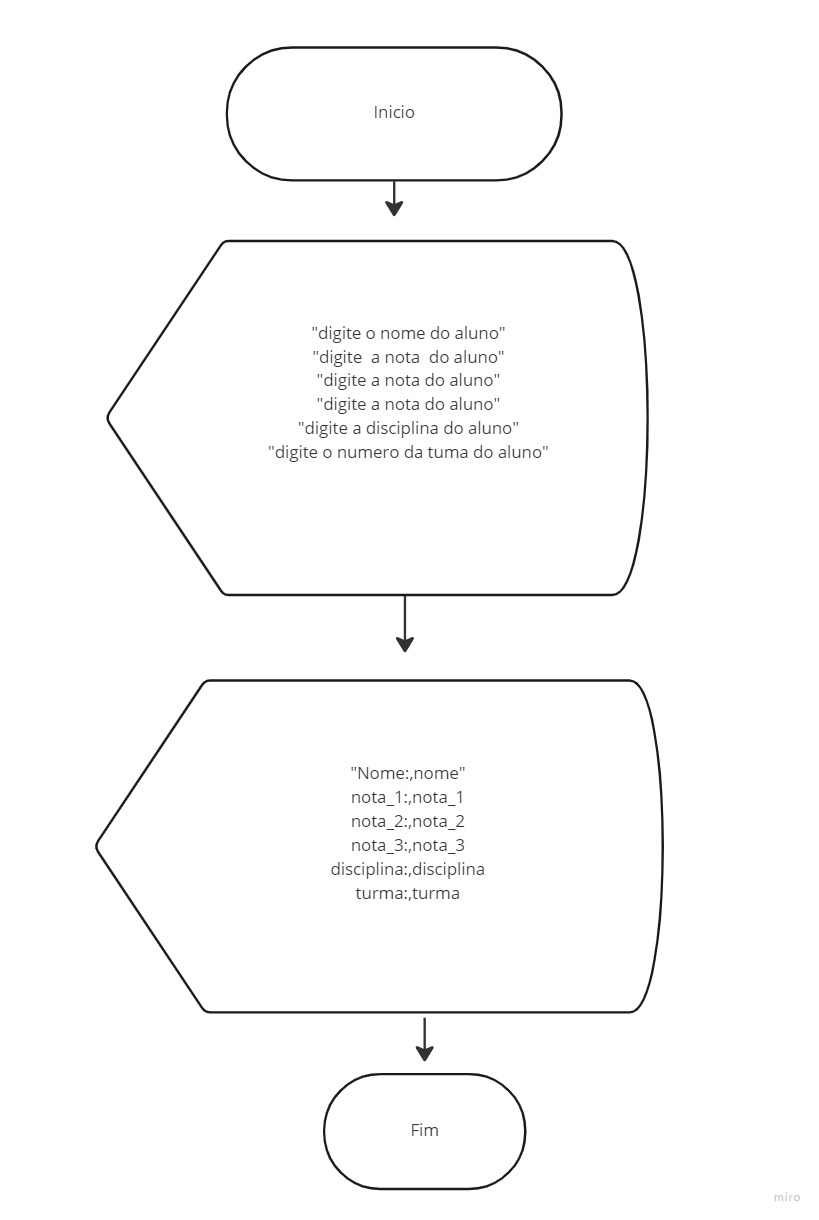 Inicio
"digite o nome do aluno"
"digite  a nota  do aluno"
"digite a nota do aluno"
"digite a nota do aluno"
"digite a disciplina do aluno"
"digite o numero da tuma do aluno"
"Nome:,nome"
nota_1:,nota_1
nota_2:,nota_2
nota_3:,nota_3
disciplina:,disciplina
turma:,turma
Fim
miro